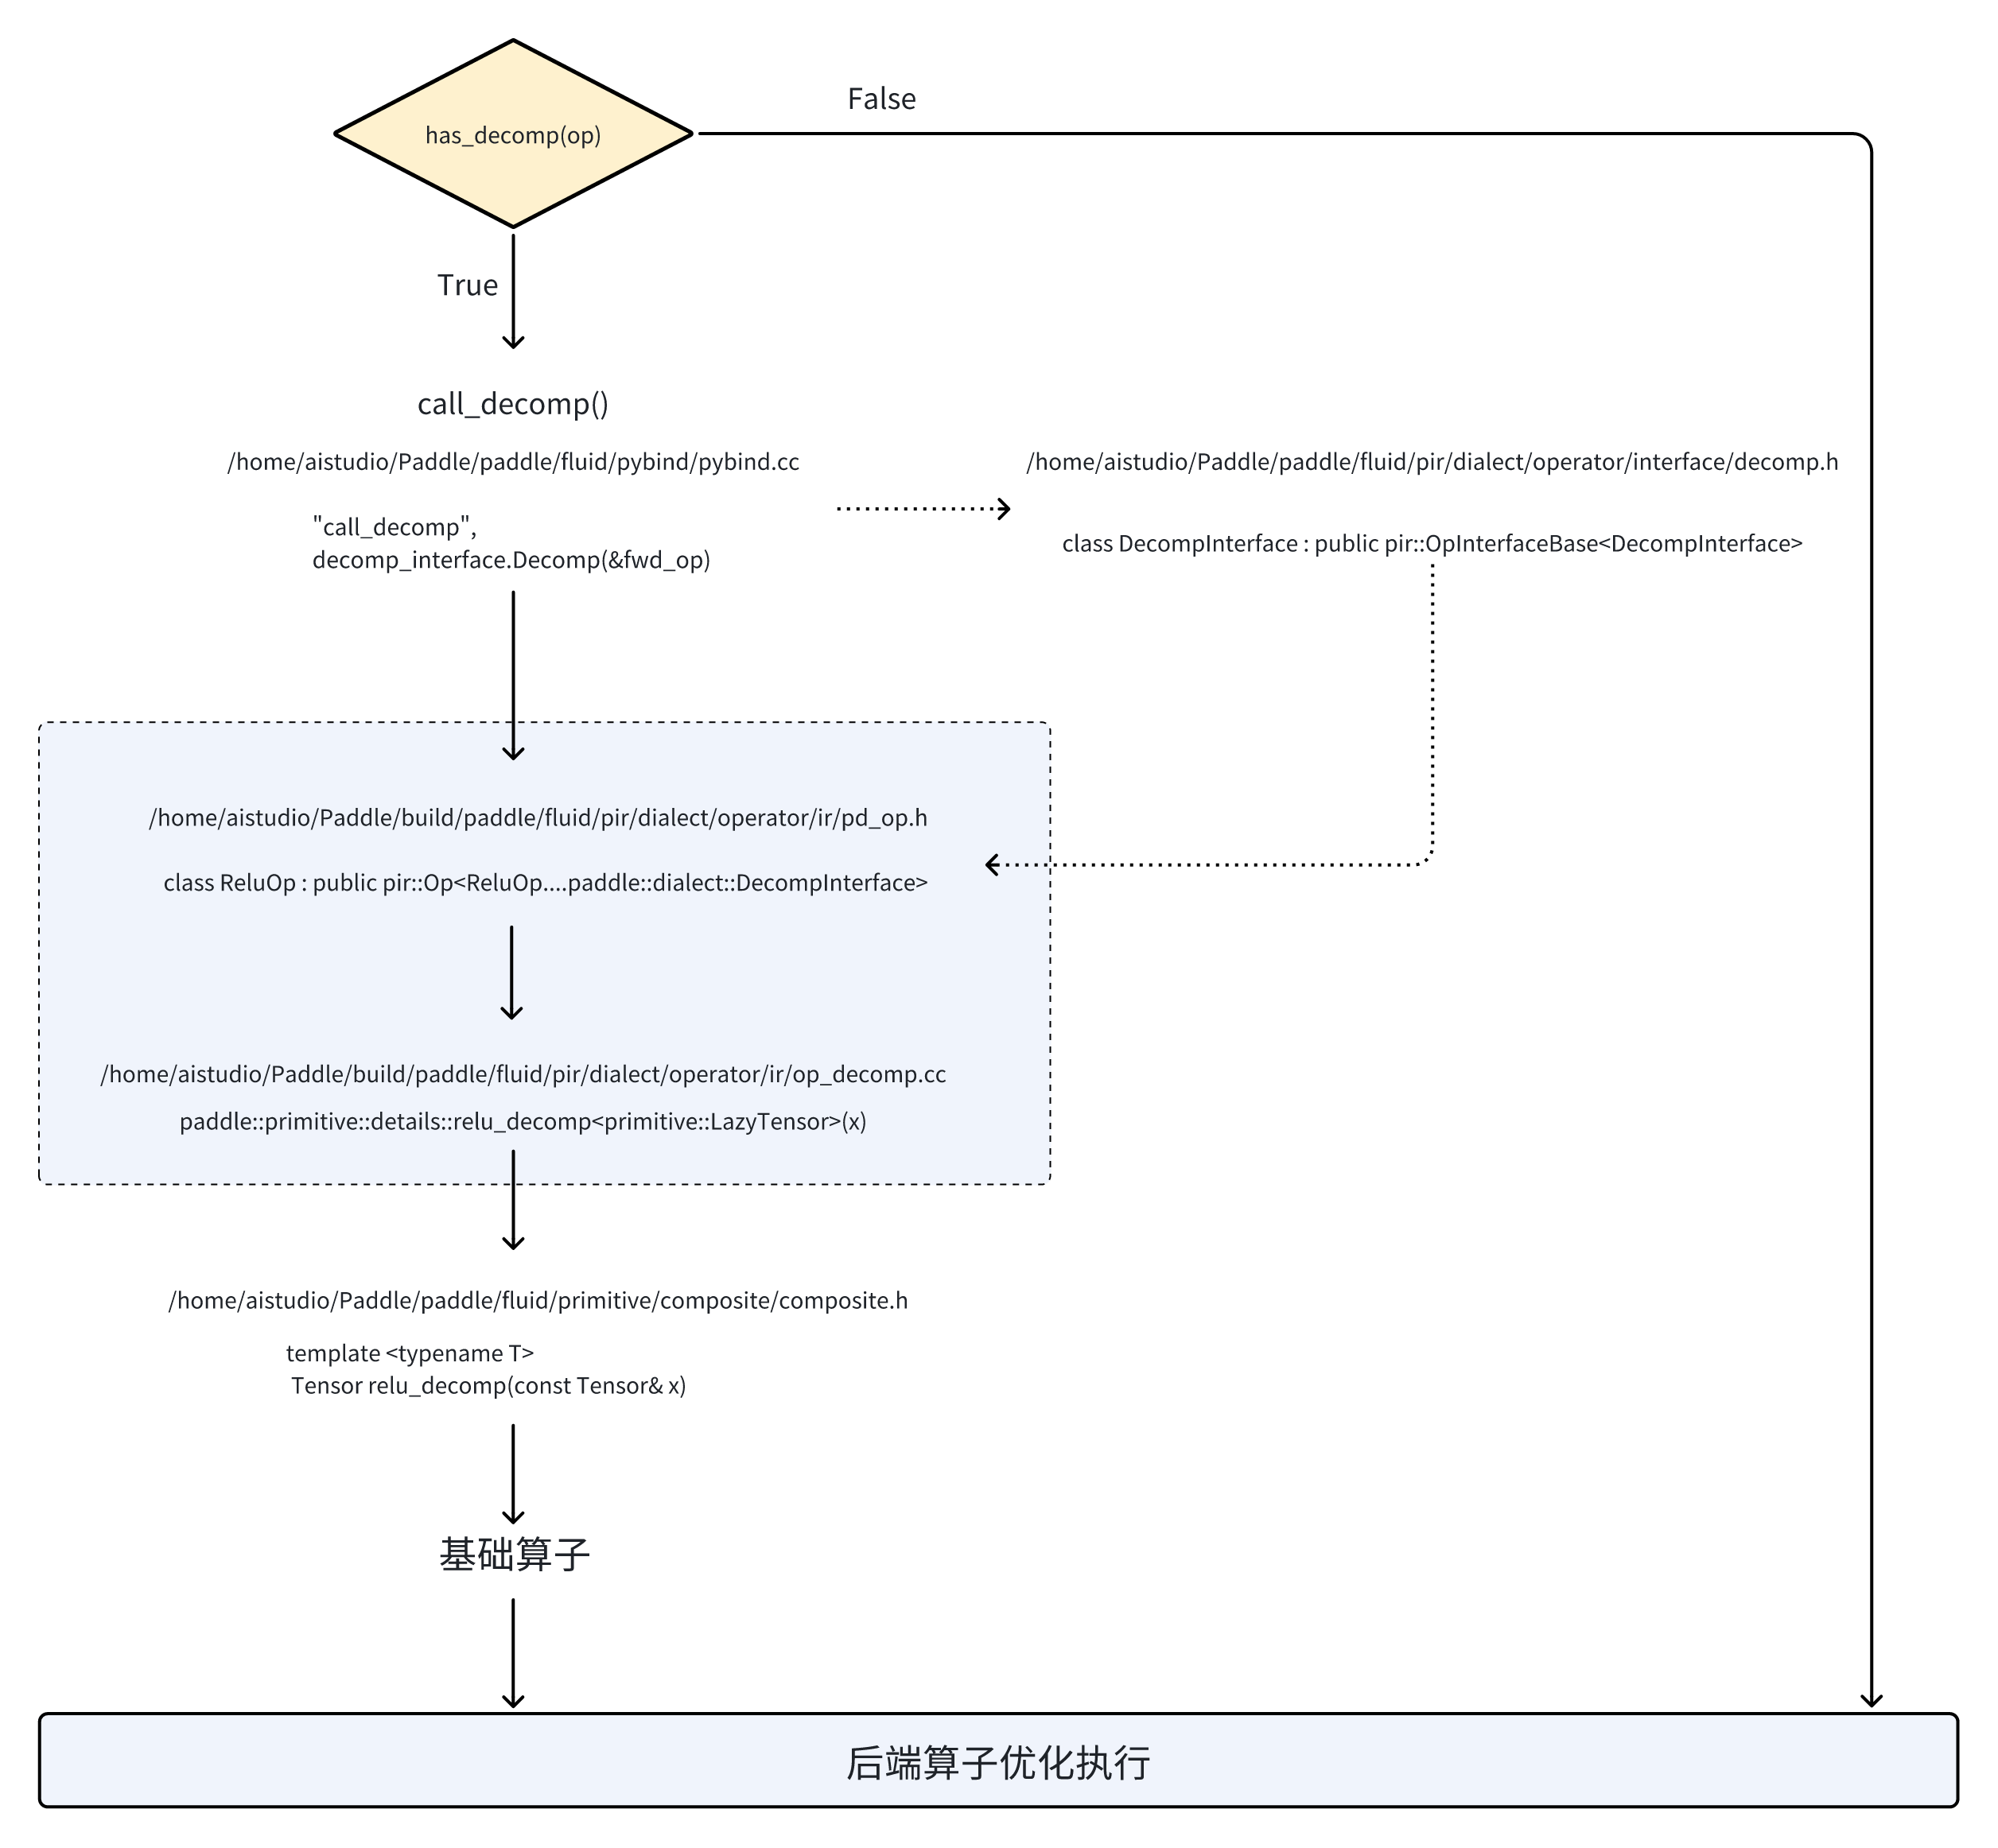 False
has_decomp(op)
True
call_decomp()
/home/aistudio/Paddle/paddle/fluid/pybind/pybind.cc
"call_decomp",
decomp_interface.Decomp(&fwd_op)
/home/aistudio/Paddle/paddle/fluid/pir/dialect/operator/interface/decomp.h
class DecompInterface : public pir::OpInterfaceBase<DecompInterface>
/home/aistudio/Paddle/build/paddle/fluid/pir/dialect/operator/ir/pd_op.h
class ReluOp : public pir::Op<ReluOp....paddle::dialect::DecompInterface>
/home/aistudio/Paddle/build/paddle/fluid/pir/dialect/operator/ir/op_decomp.cc
paddle::primitive::details::relu_decomp<primitive::LazyTensor>(x)
/home/aistudio/Paddle/paddle/fluid/primitive/composite/composite.h
template <typename T>
Tensor relu_decomp(const Tensor& x)
基础算子
后端算子优化执行